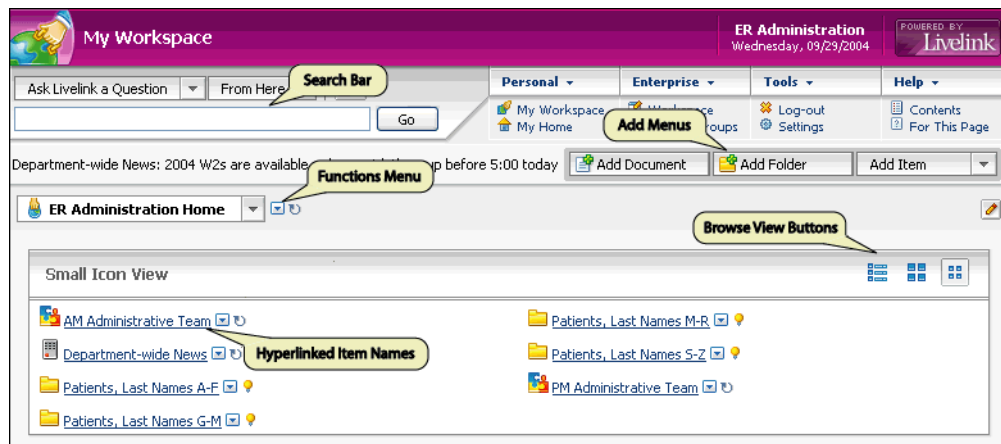 My Workspace
ER Administration
Wednesday, 09/29/2004
POWERED BY
Livelink
Ask Livelink a Question
From Here
Search Bar
Go
Personal
Enterprise
Tools
Help
My Workspace
My Home
Log-out
Settings
Contents
For This Page
Add Menus
Department-wide News: 2004 W2s are available
before 5:00 today
Add Document
Add Folder
Add Item
Functions Menu
ER Administration Home
Browse View Buttons
Small Icon View
AM Administrative Team
Patients, Last Names M-R
Department-wide News
Hyperlinked Item Names
Patients, Last Names S-Z
Patients, Last Names A-F
PM Administrative Team
Patients, Last Names G-M